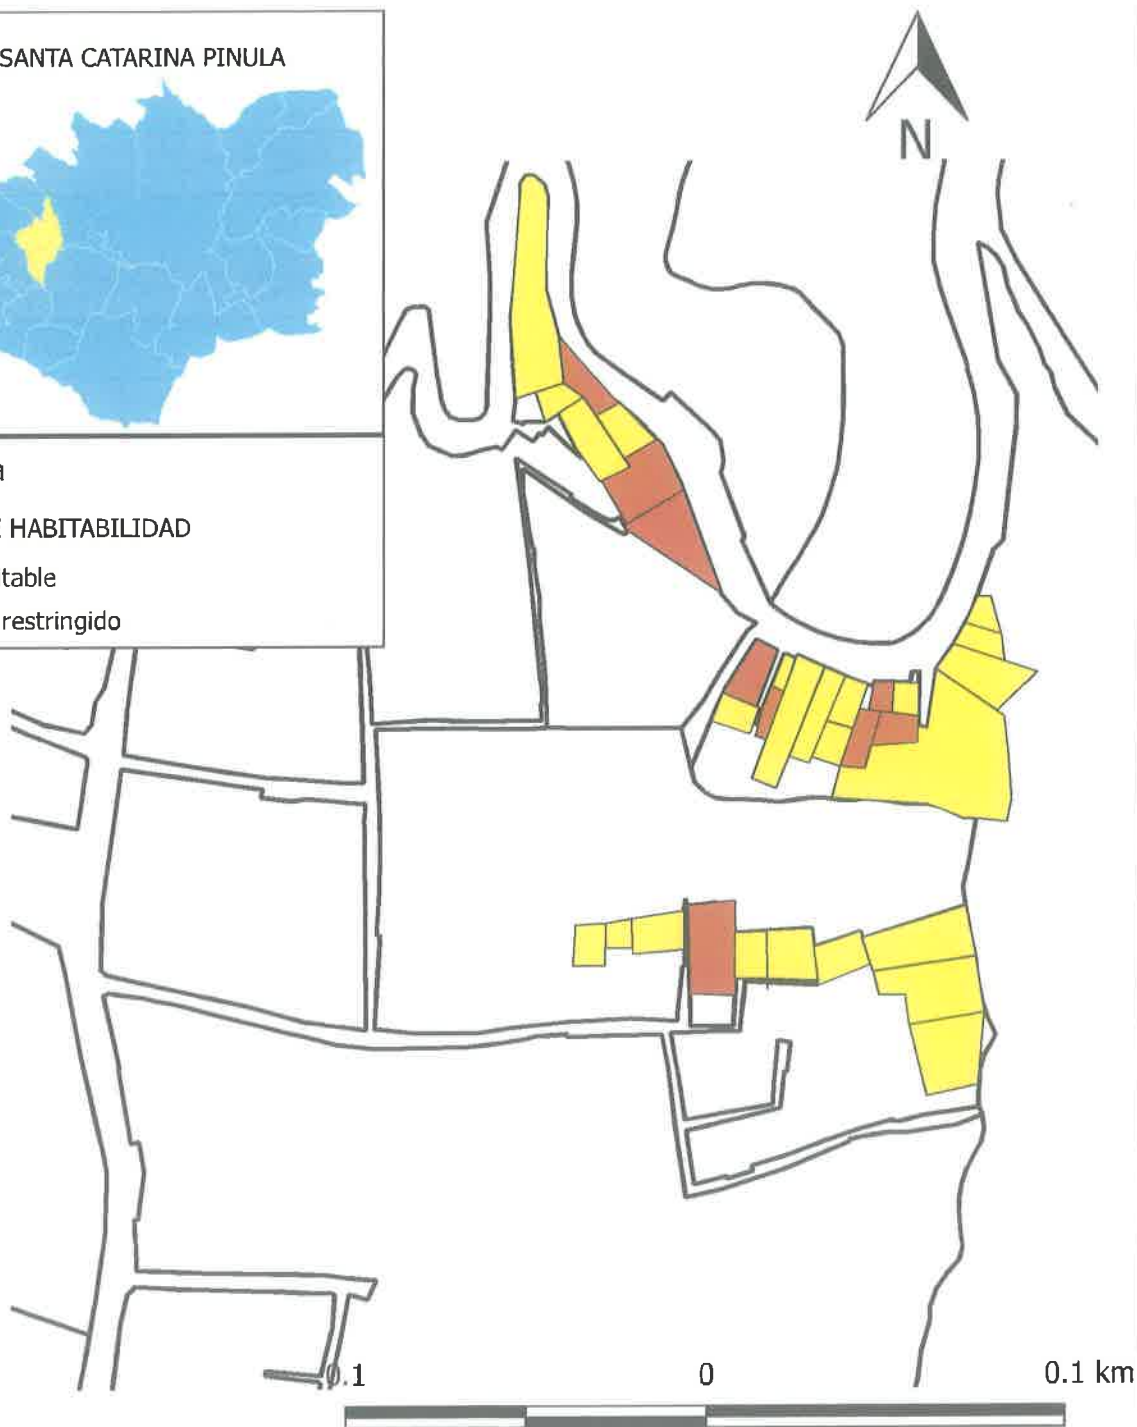 SANTA CATARINA PINULA
N
a
E HABITABILIDAD
table
restringido
0.1
0
0.1 km